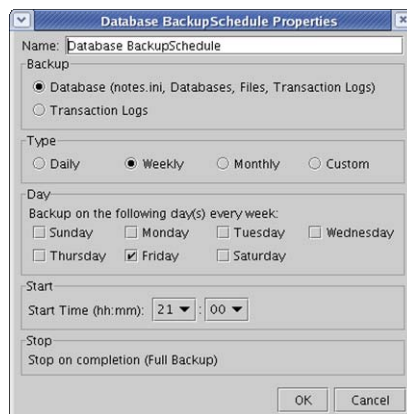 Database BackupSchedule Properties
Name: Database BackupSchedule
Backup
Database (notes.ini, Databases, Files, Transaction Logs)
Transaction Logs
Type
Daily Weekly Monthly Custom
Day
Backup on the following day(s) every week:
Sunday Monday Tuesday Wednesday
Thursday Friday Saturday
Start
Start Time (hh:mm): 21 : 00
Stop
Stop on completion (Full Backup)
OK Cancel